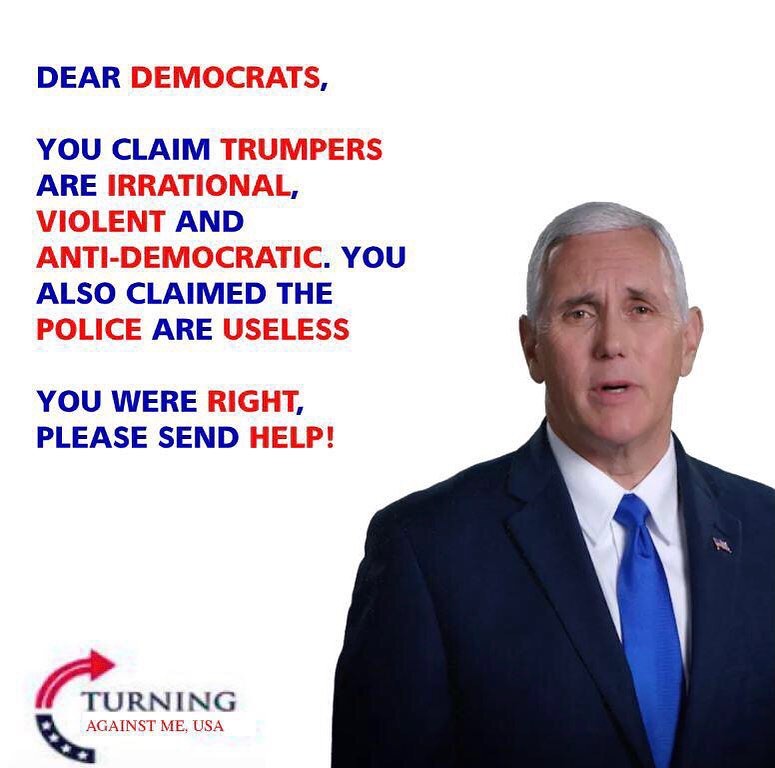 DEAR DEMOCRATS,
YOU CLAIM TRUMPERS
ARE IRRATIONAL,
VIOLENT AND
ANTI-DEMOCRATIC. YOU
ALSO CLAIMED THE
POLICE ARE USELESS
YOU WERE RIGHT,
PLEASE SEND HELP!
TURNING
AGAINST ME, USA